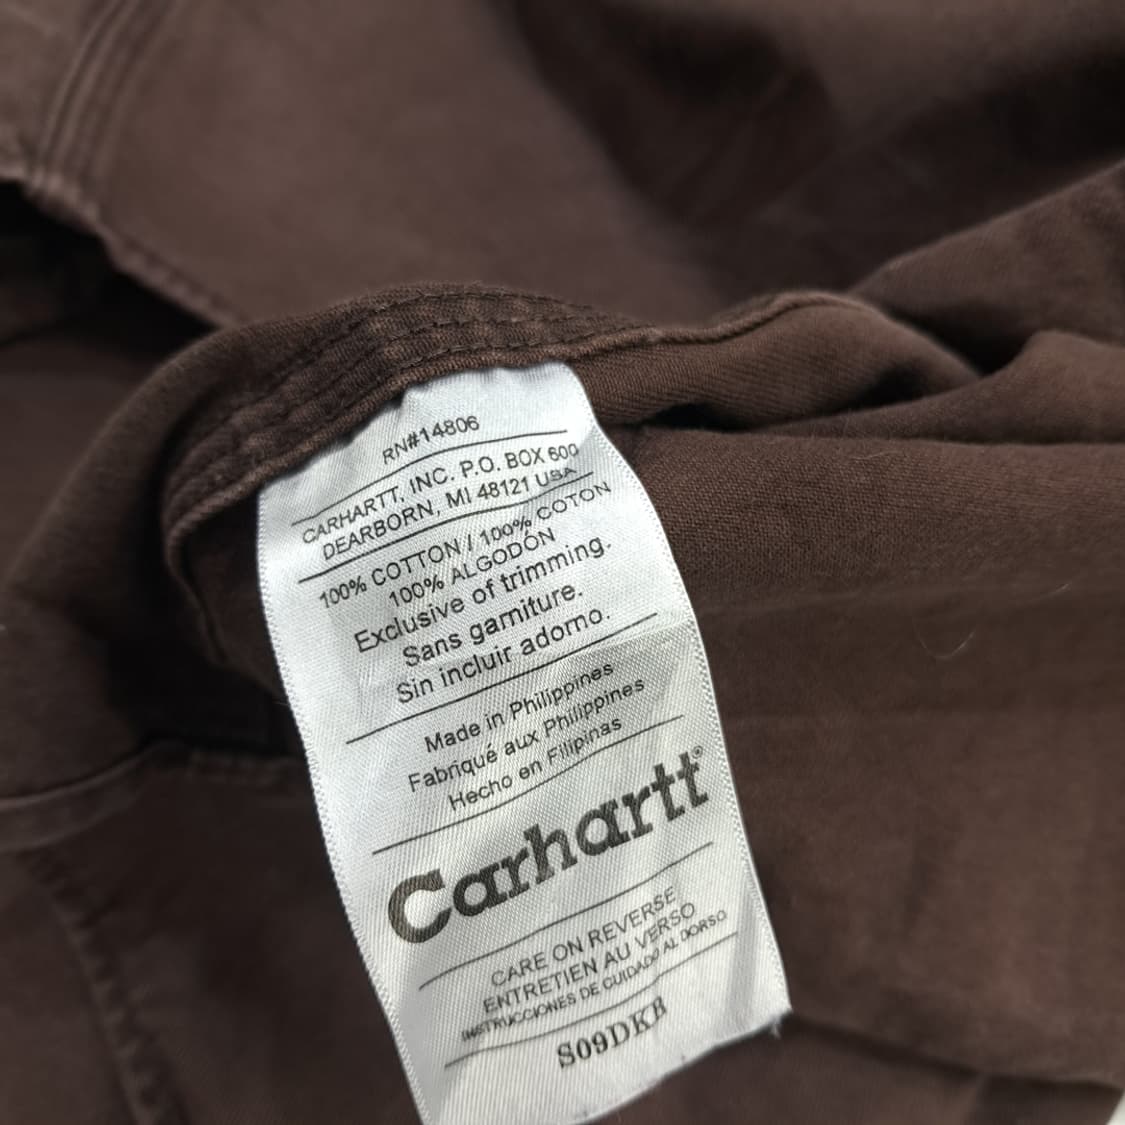 RN#14806
CARHARTT, INC. P.O. BOX 600
DEARBORN, MI 48121 USA
100% COTTON / 100% COTON
100% ALGODÓN
Exclusive of trimming.
Sans garniture.
Sin incluir adorno.
Made in Philippines
Fabriqué aux Philippines
Hecho en Filipinas
Carhartt®
CARE ON REVERSE
ENTRETIEN AU VERSO
INSTRUCCIONES DE CUIDADO AL DORSO
S09DKB